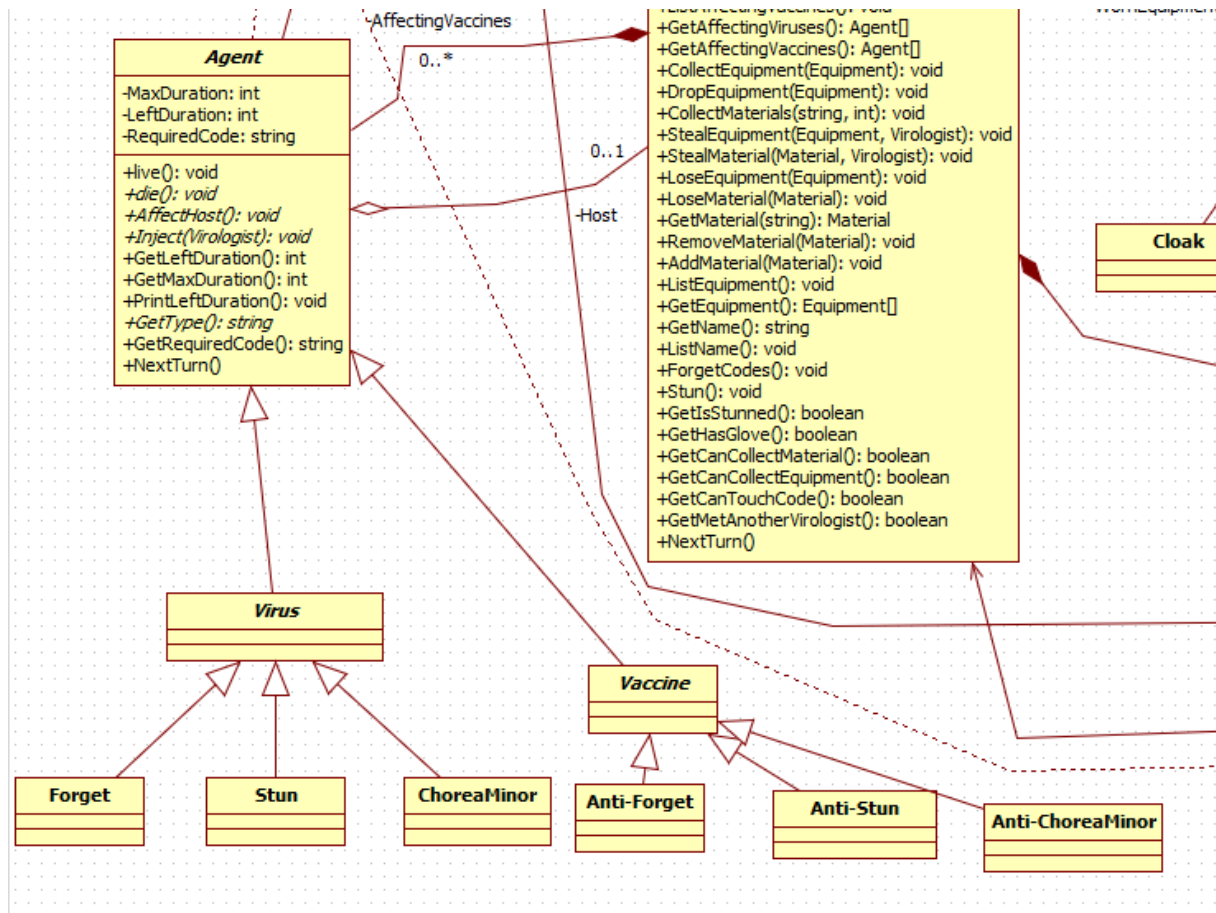 -AffectingVaccines
0..*
Agent
-MaxDuration: int
-LeftDuration: int
-RequiredCode: string
+live(): void
+die(): void
+AffectHost(): void
+Inject(Virologist): void
+GetLeftDuration(): int
+GetMaxDuration(): int
+PrintLeftDuration(): void
+GetType(): string
+GetRequiredCode(): string
+NextTurn()
0..1
-Host
+ListAffectingVaccines(): void
+GetAffectingViruses(): Agent[]
+GetAffectingVaccines(): Agent[]
+CollectEquipment(Equipment): void
+DropEquipment(Equipment): void
+CollectMaterials(string, int): void
+StealEquipment(Equipment, Virologist): void
+StealMaterial(Material, Virologist): void
+LoseEquipment(Equipment): void
+LoseMaterial(Material): void
+GetMaterial(string): Material
+RemoveMaterial(Material): void
+AddMaterial(Material): void
+ListEquipment(): void
+GetEquipment(): Equipment[]
+GetName(): string
+ListName(): void
+ForgetCodes(): void
+Stun(): void
+GetIsStunned(): boolean
+GetHasGlove(): boolean
+GetCanCollectMaterial(): boolean
+GetCanCollectEquipment(): boolean
+GetCanTouchCode(): boolean
+GetMetAnotherVirologist(): boolean
+NextTurn()
Cloak
Virus
Vaccine
Forget
Stun
ChoreaMinor
Anti-Forget
Anti-Stun
Anti-ChoreaMinor